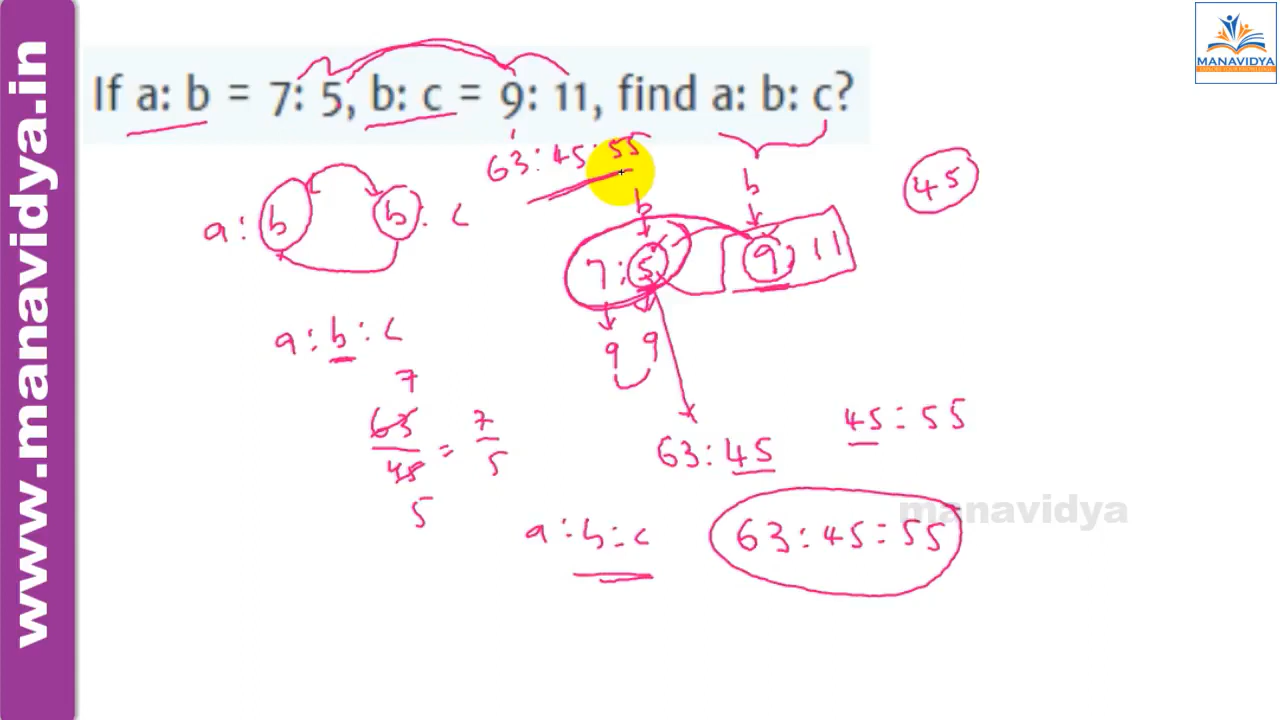 www.manavidya.in
MANAVIDYA
If a: b = 7: 5, b: c = 9: 11, find a: b: c?
63 : 45 : 55
45
b
b
a : b b : c
7 : 5 9 : 11
9 9
a : b : c
7
63 / 45 = 7 / 5
5
63 : 45
45 : 55
manavidya
a : b : c 63 : 45 : 55